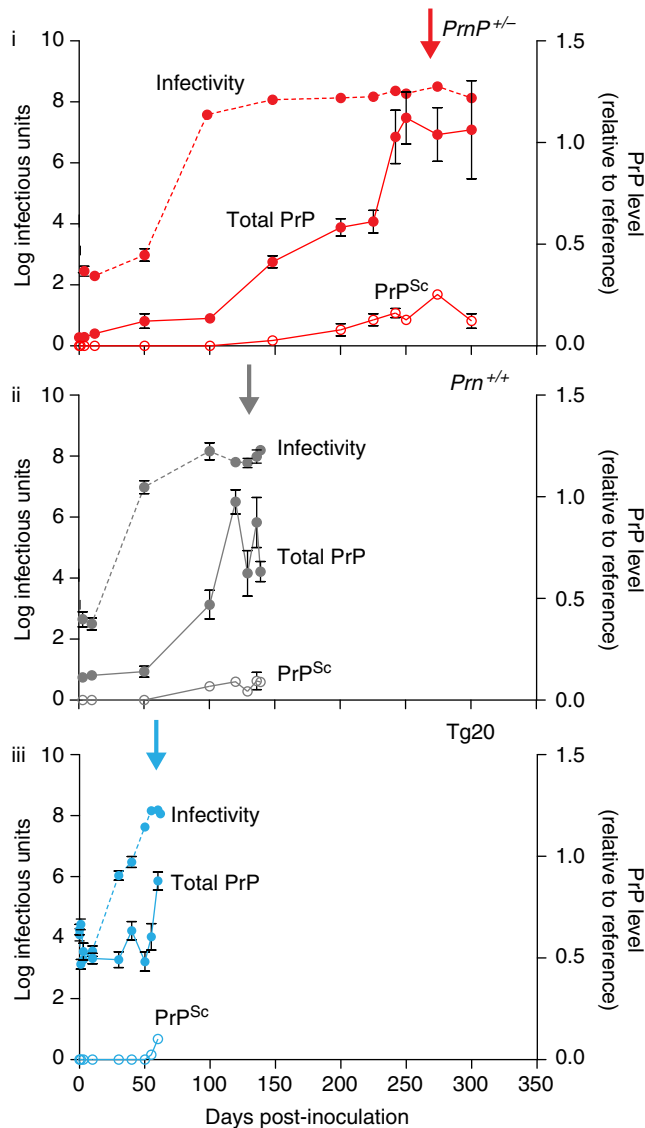 i
PrnP+/−
10
8
6
4
2
0
Log infectious units
Infectivity
Total PrP
PrPSc
1.5
1.0
0.5
0.0
PrP level
(relative to reference)
ii
Prn+/+
10
8
6
4
2
0
Log infectious units
Infectivity
Total PrP
PrPSc
1.5
1.0
0.5
0.0
PrP level
(relative to reference)
iii
Tg20
10
8
6
4
2
0
Log infectious units
Infectivity
Total PrP
PrPSc
1.5
1.0
0.5
0.0
PrP level
(relative to reference)
0 50 100 150 200 250 300 350
Days post-inoculation